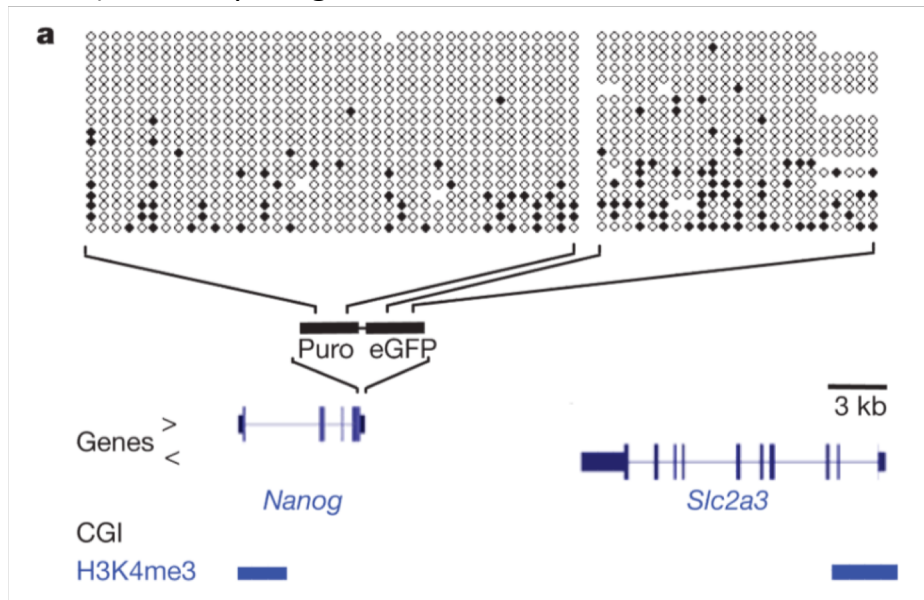 a
Puro eGFP
3 kb
Genes >
<
Nanog
Slc2a3
CGI
H3K4me3